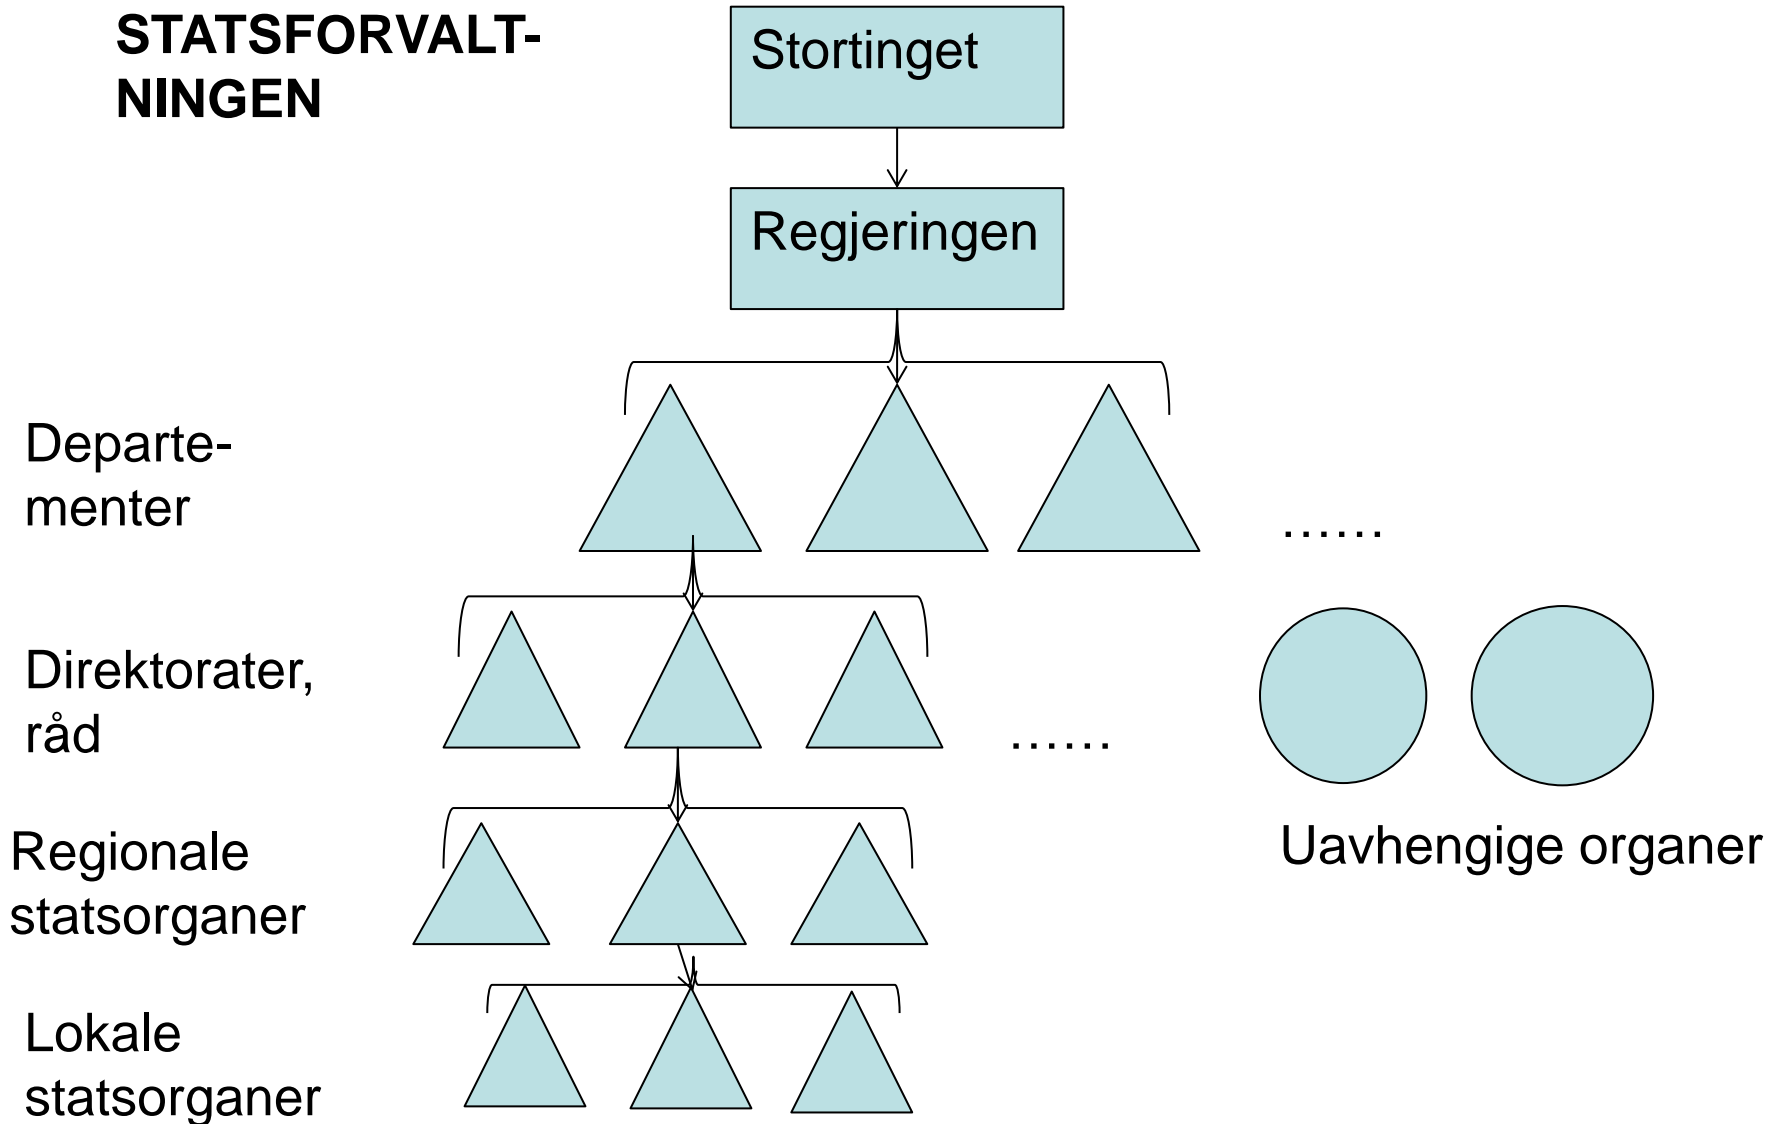 STATSFORVALT-
NINGEN
Stortinget
Regjeringen
Departe-
menter
......
Direktorater,
råd
......
Regionale
statsorganer
Uavhengige organer
Lokale
statsorganer